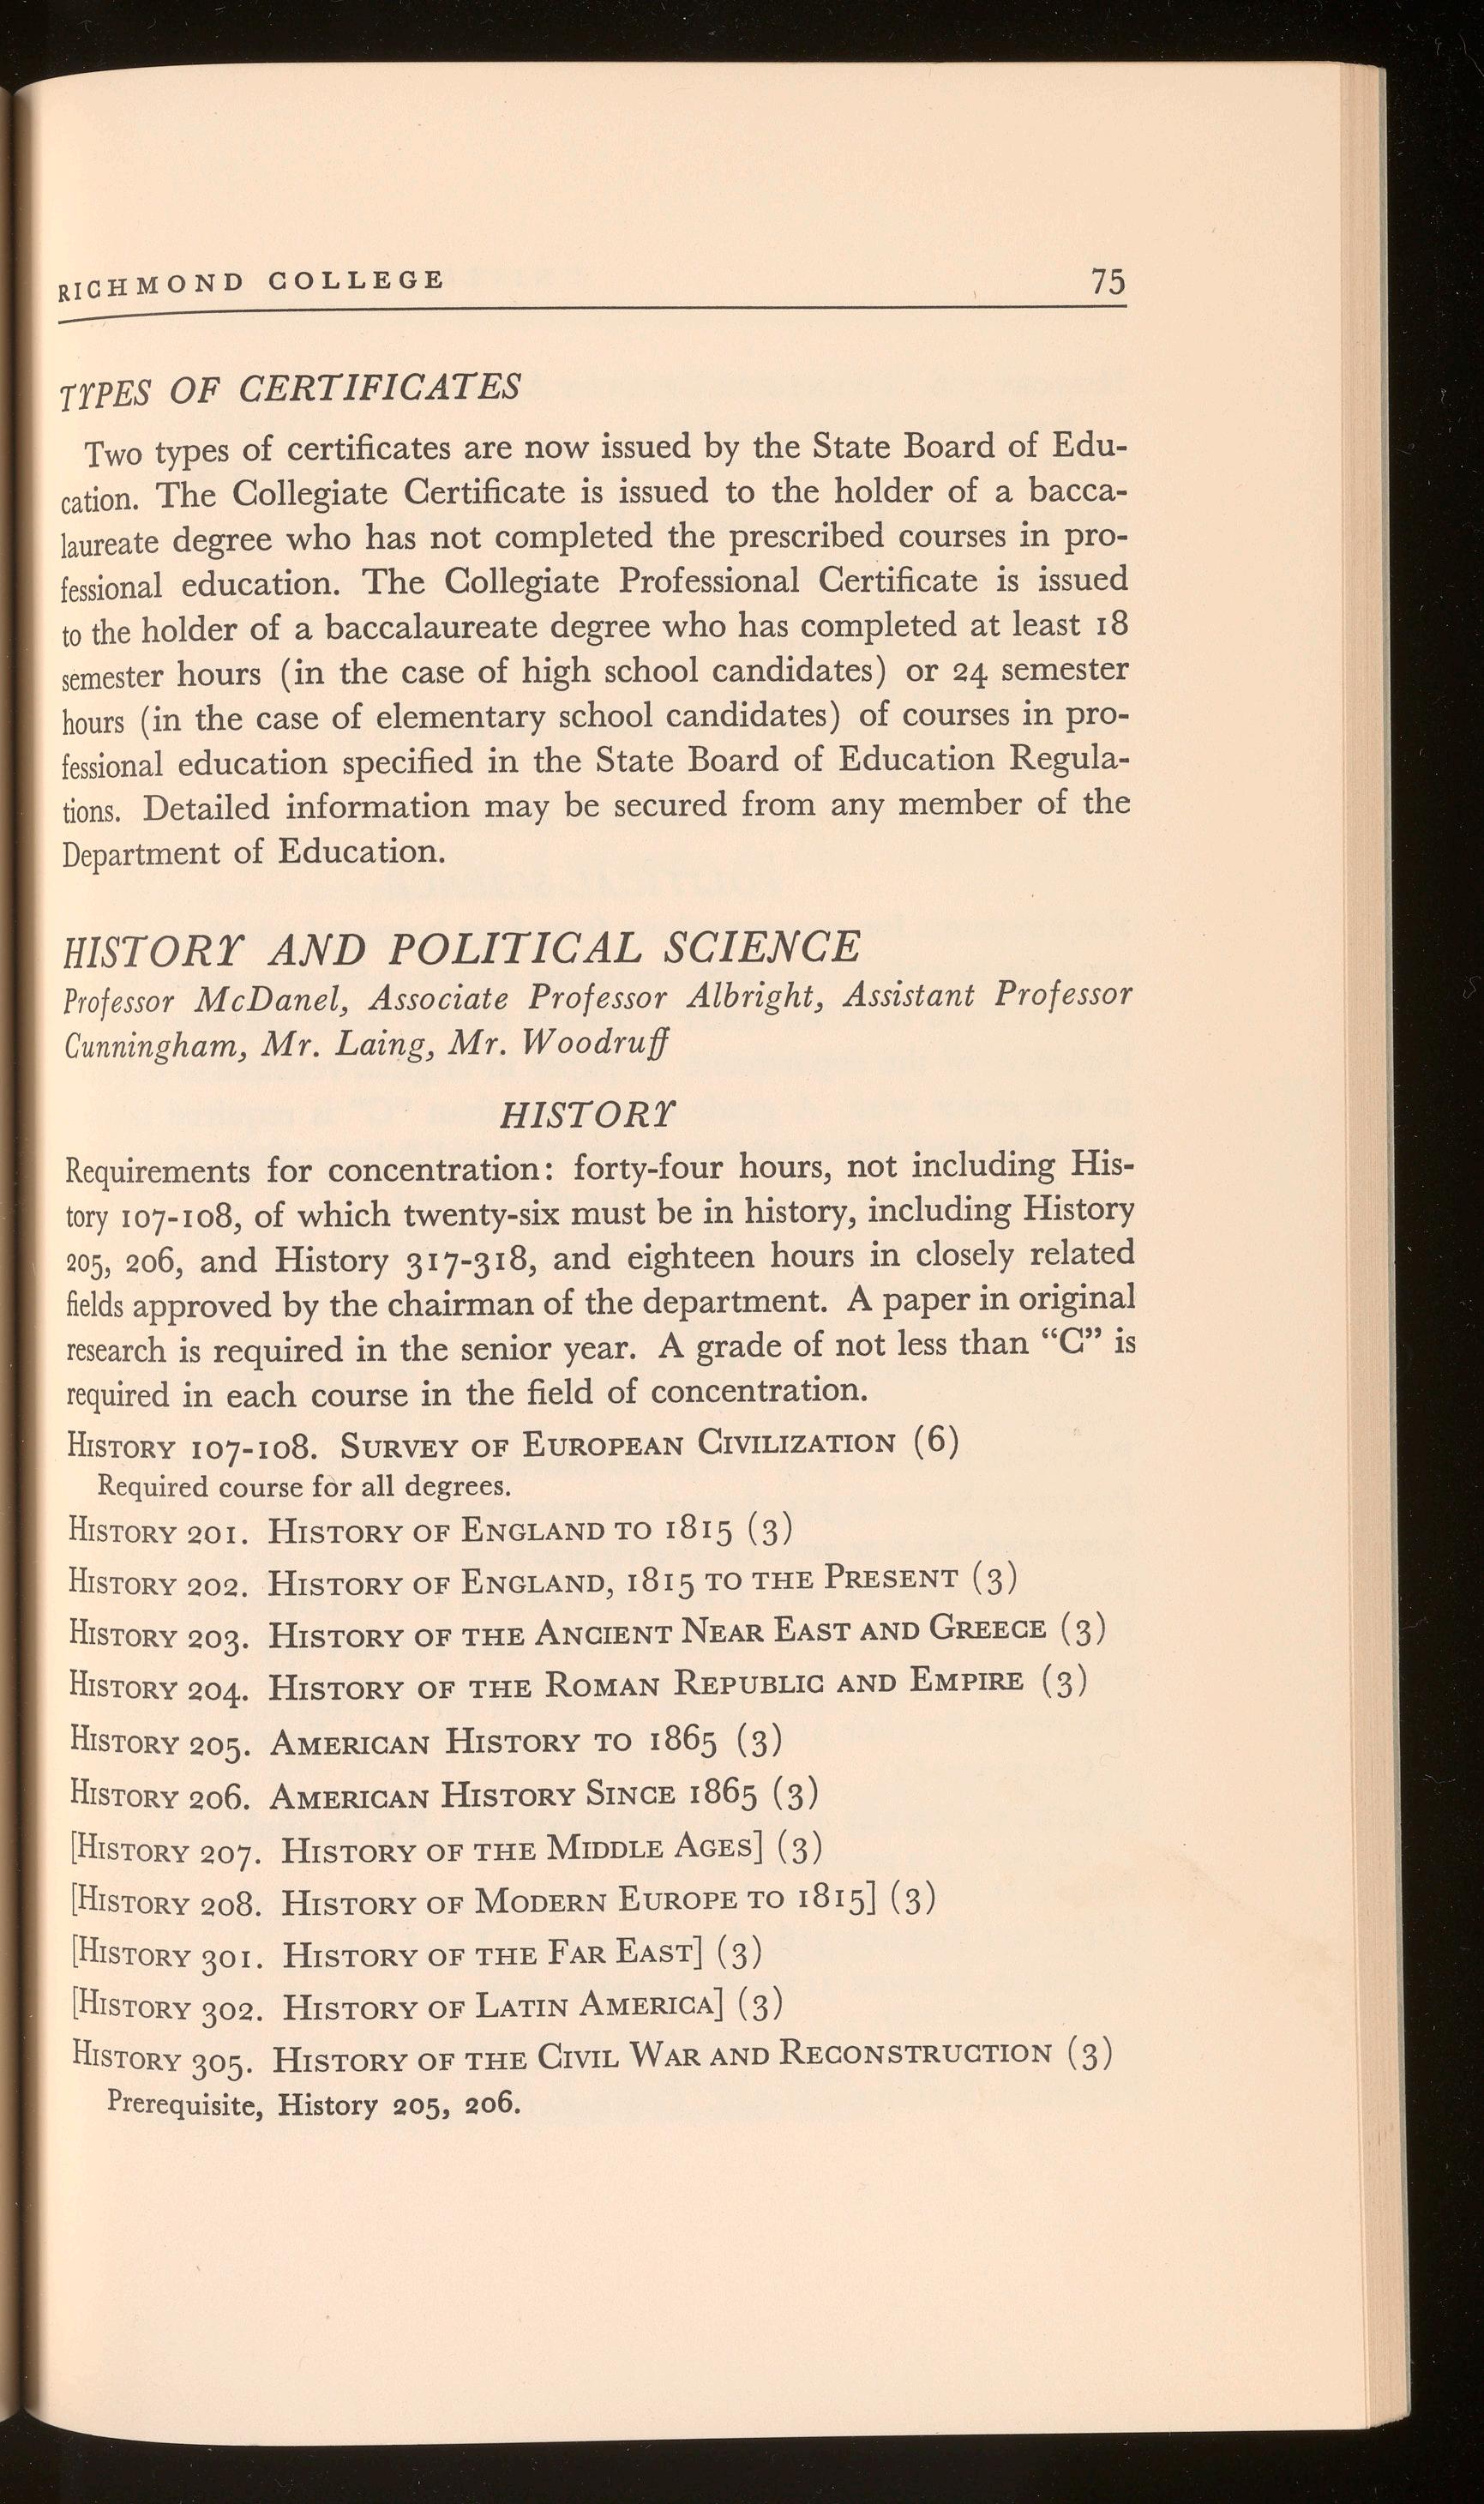 RICHMOND COLLEGE 75
TYPES OF CERTIFICATES
Two types of certificates are now issued by the State Board of Edu-
cation. The Collegiate Certificate is issued to the holder of a bacca-
laureate degree who has not completed the prescribed courses in pro-
fessional education. The Collegiate Professional Certificate is issued
to the holder of a baccalaureate degree who has completed at least 18
semester hours (in the case of high school candidates) or 24 semester
hours (in the case of elementary school candidates) of courses in pro-
fessional education specified in the State Board of Education Regula-
tions. Detailed information may be secured from any member of the
Department of Education.
HISTORY AND POLITICAL SCIENCE
Professor McDanel, Associate Professor Albright, Assistant Professor
Cunningham, Mr. Laing, Mr. Woodruff
HISTORY
Requirements for concentration: forty-four hours, not including His-
tory 107-108, of which twenty-six must be in history, including History
205, 206, and History 317-318, and eighteen hours in closely related
fields approved by the chairman of the department. A paper in original
research is required in the senior year. A grade of not less than “C” is
required in each course in the field of concentration.
HISTORY 107-108. SURVEY OF EUROPEAN CIVILIZATION (6)
Required course for all degrees.
HISTORY 201. HISTORY OF ENGLAND TO 1815 (3)
HISTORY 202. HISTORY OF ENGLAND, 1815 TO THE PRESENT (3)
HISTORY 203. HISTORY OF THE ANCIENT NEAR EAST AND GREECE (3)
HISTORY 204. HISTORY OF THE ROMAN REPUBLIC AND EMPIRE (3)
HISTORY 205. AMERICAN HISTORY TO 1865 (3)
HISTORY 206. AMERICAN HISTORY SINCE 1865 (3)
[HISTORY 207. HISTORY OF THE MIDDLE AGES] (3)
[HISTORY 208. HISTORY OF MODERN EUROPE TO 1815] (3)
[HISTORY 301. HISTORY OF THE FAR EAST] (3)
[HISTORY 302. HISTORY OF LATIN AMERICA] (3)
HISTORY 305. HISTORY OF THE CIVIL WAR AND RECONSTRUCTION (3)
Prerequisite, History 205, 206.